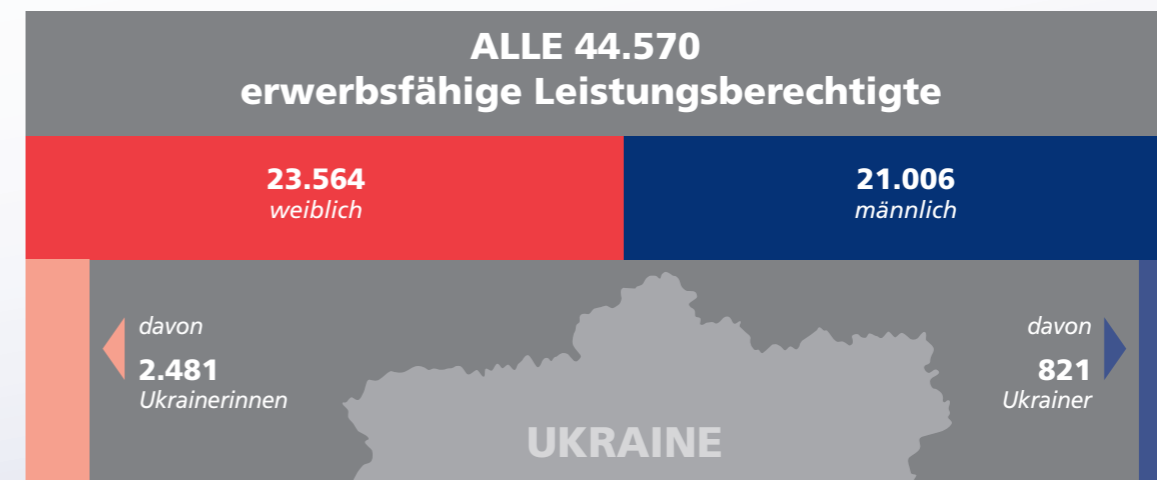 ALLE 44.570
erwerbsfähige Leistungsberechtigte
23.564
weiblich
21.006
männlich
davon
2.481
Ukrainerinnen
davon
821
Ukrainer
UKRAINE